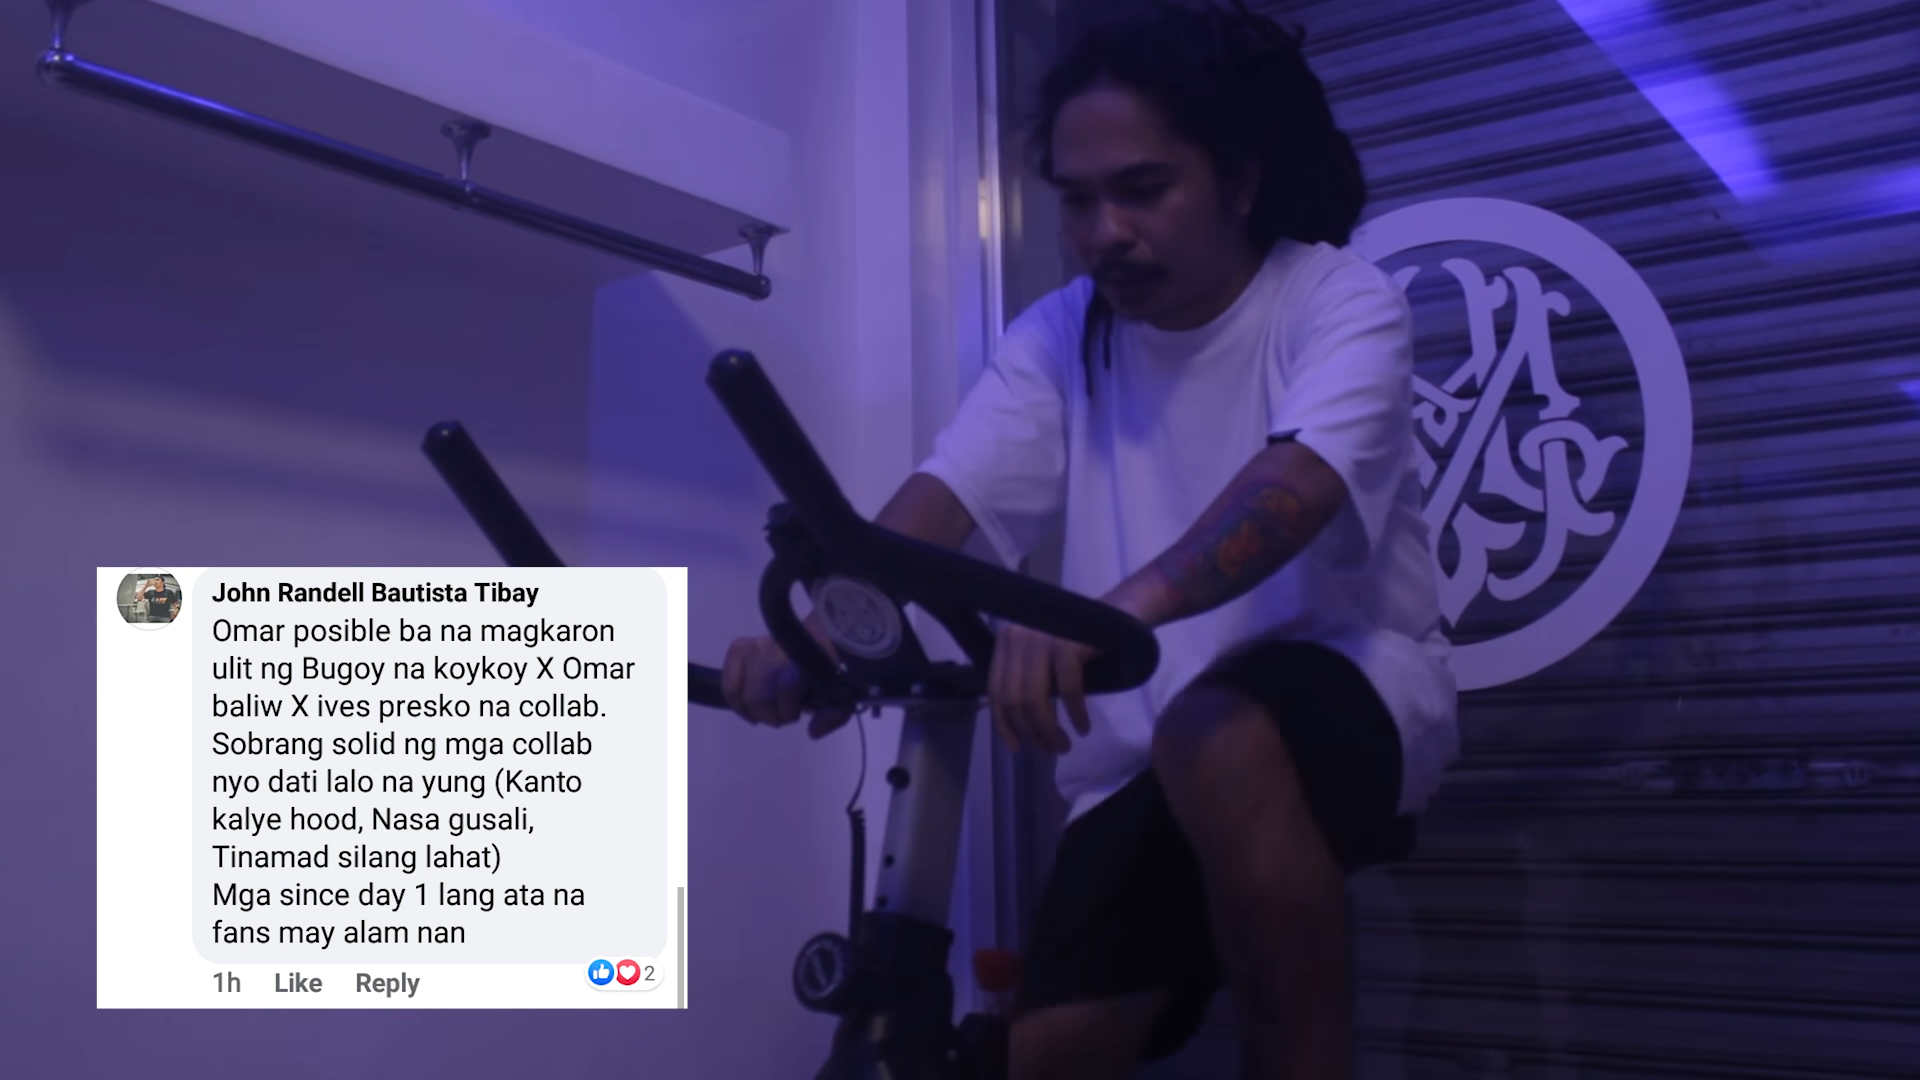 John Randell Bautista Tibay
Omar posible ba na magkaron
ulit ng Bugoy na koykoy X Omar
baliw X ives presko na collab.
Sobrang solid ng mga collab
nyo dati lalo na yung (Kanto
kalye hood, Nasa gusali,
Tinamad silang lahat)
Mga since day 1 lang ata na
fans may alam nan
1h Like Reply 2